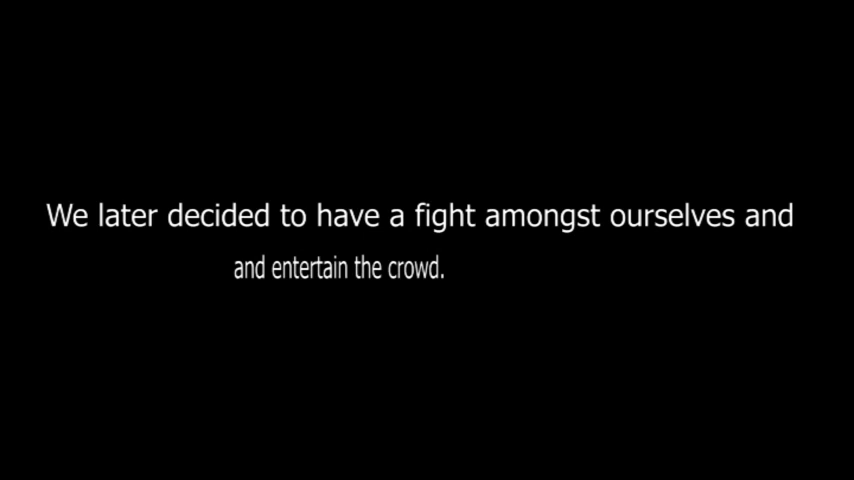 We later decided to have a fight amongst ourselves and
and entertain the crowd.